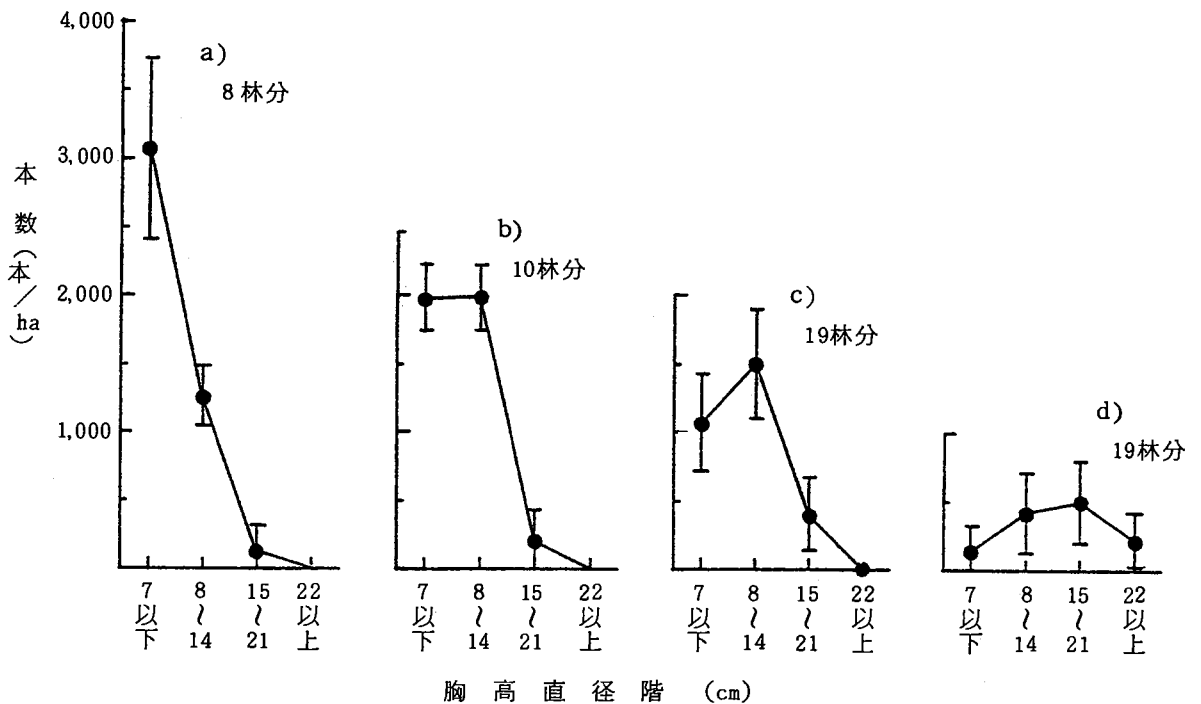 4,000
3,000
2,000
1,000
本数(本/ha)
a)
8林分
b)
10林分
c)
19林分
d)
19林分
7以下 8~14 15~21 22以上
7以下 8~14 15~21 22以上
7以下 8~14 15~21 22以上
7以下 8~14 15~21 22以上
胸高直径階 (cm)